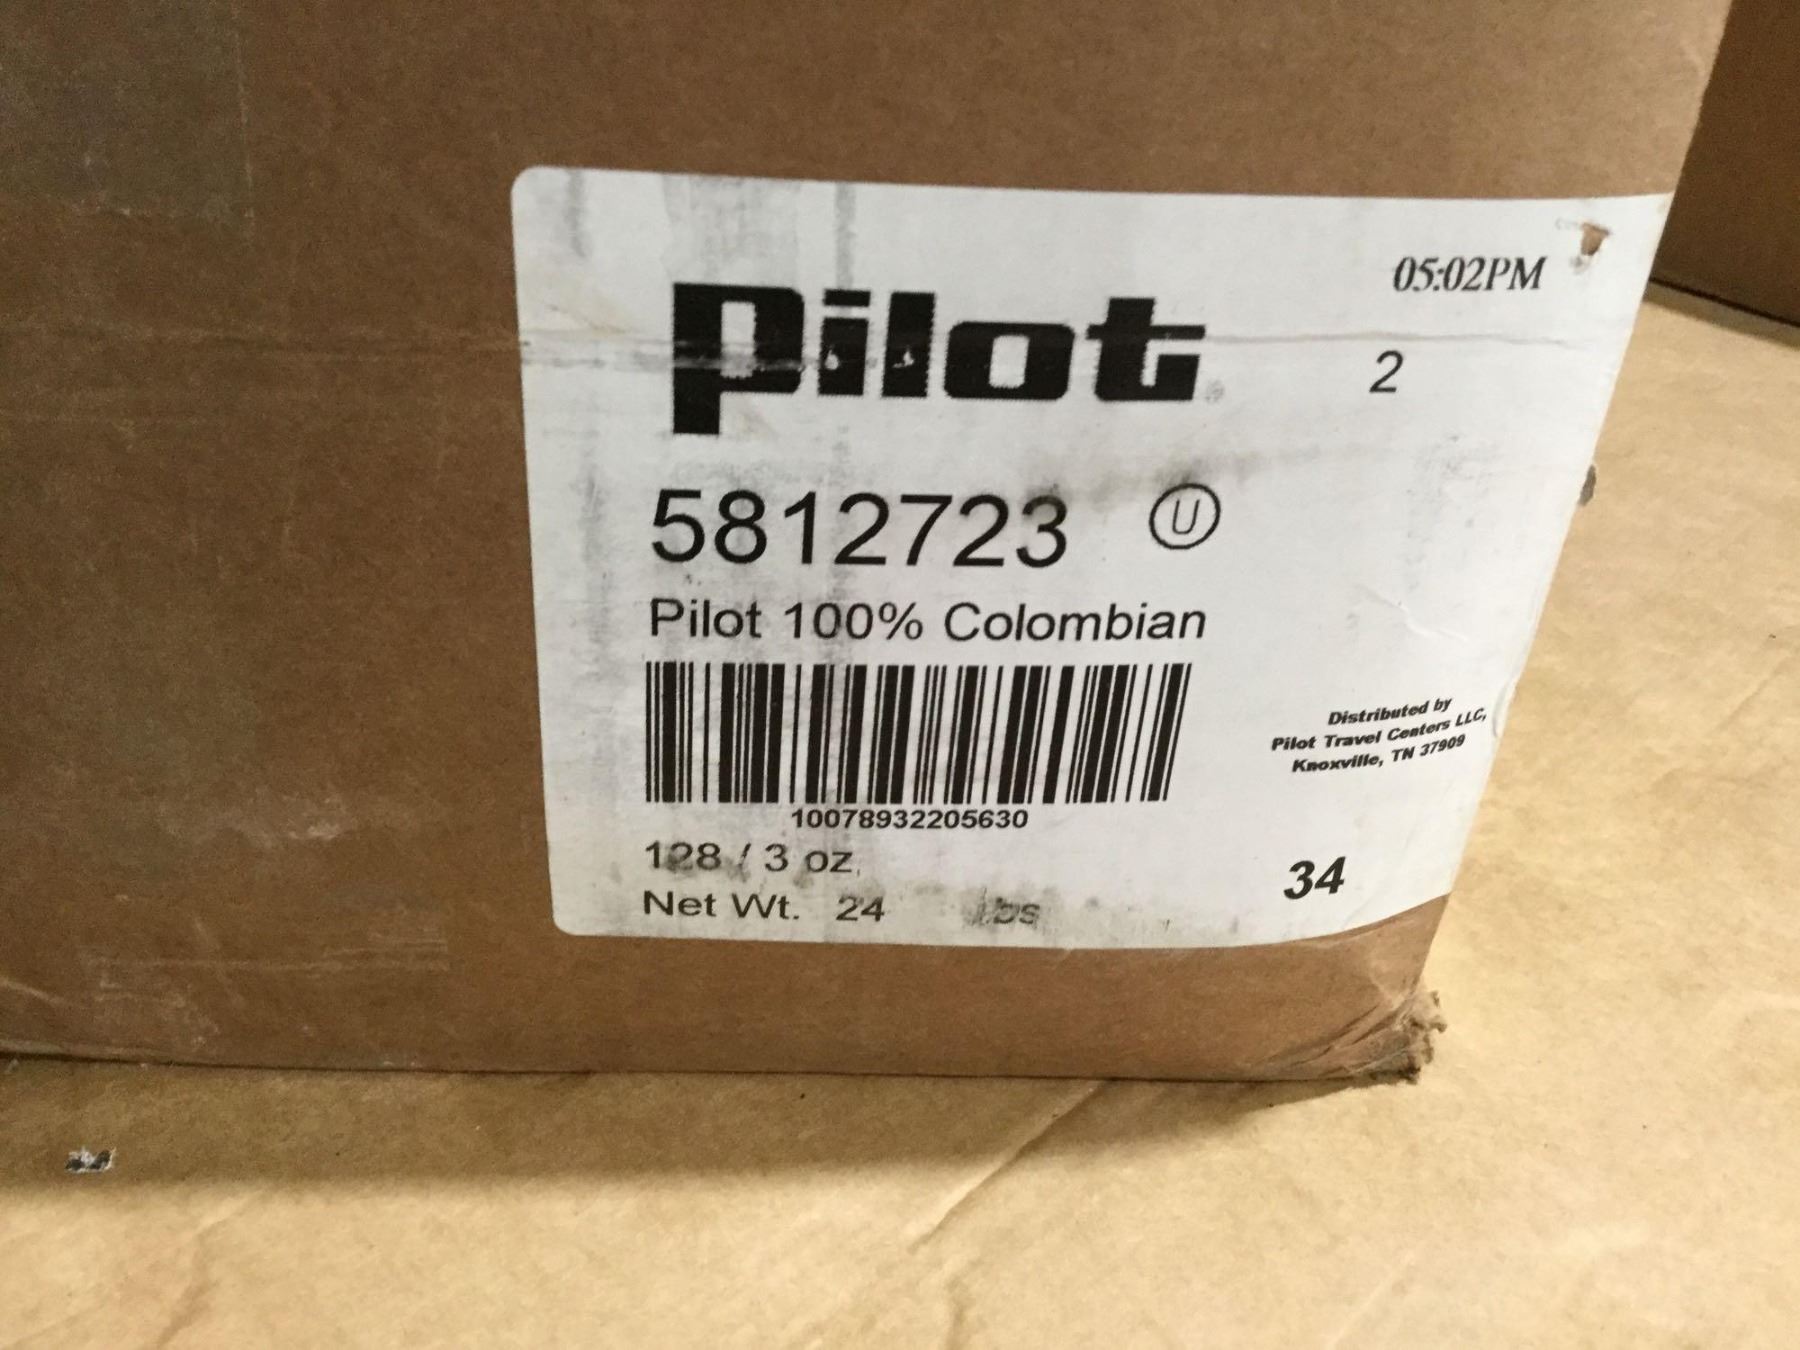 Pilot
05:02PM
2
5812723 U
Pilot 100% Colombian
10078932205630
Distributed by
Pilot Travel Centers LLC,
Knoxville, TN 37909
128 / 3 oz.
Net Wt. 24 lbs
34